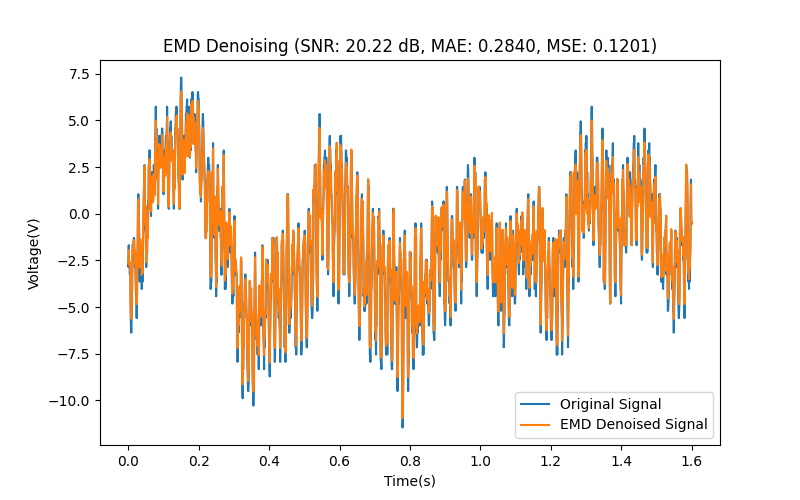 EMD Denoising (SNR: 20.22 dB, MAE: 0.2840, MSE: 0.1201)
7.5
5.0
2.5
0.0
−2.5
−5.0
−7.5
−10.0
Voltage(V)
Original Signal
EMD Denoised Signal
0.0 0.2 0.4 0.6 0.8 1.0 1.2 1.4 1.6
Time(s)